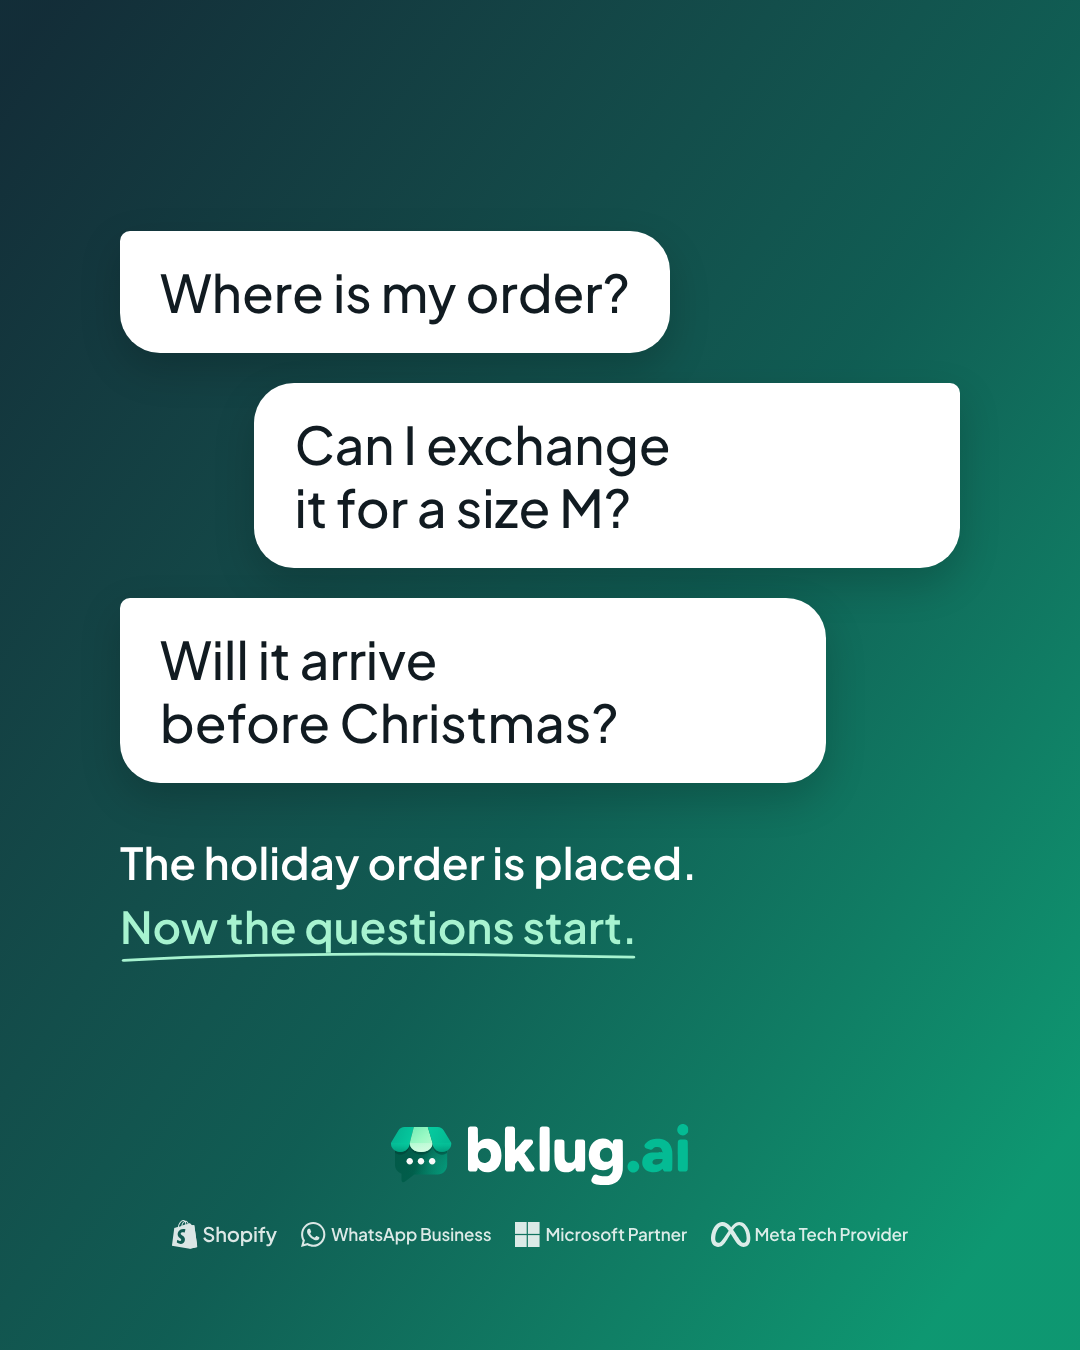 Where is my order?
Can I exchange
it for a size M?
Will it arrive
before Christmas?
The holiday order is placed.
Now the questions start.
bklug.ai
Shopify WhatsApp Business Microsoft Partner Meta Tech Provider